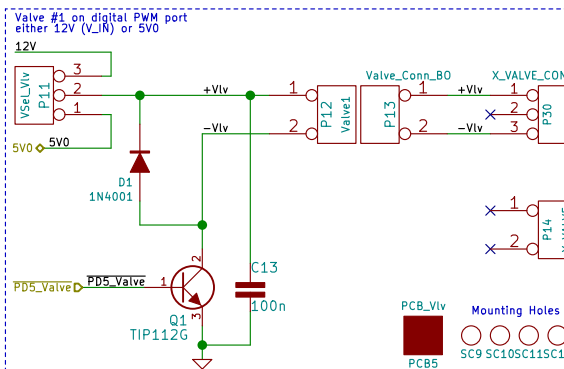 Valve #1 on digital PWM port
either 12V (V_IN) or 5V0
12V
VSel_Vlv
P11
3
2
1
5V0
5V0
+Vlv
-Vlv
1
2
P12
Valve1
Valve_Conn_BO
P13
1
2
+Vlv
-Vlv
X_VALVE_CON
1
2
3
P30
D1
1N4001
1
2
P14
PD5_Valve
PD5_Valve
1
2
3
Q1
TIP112G
C13
100n
PCB_Vlv
PCB5
Mounting Holes
SC9
SC10
SC11
SC1